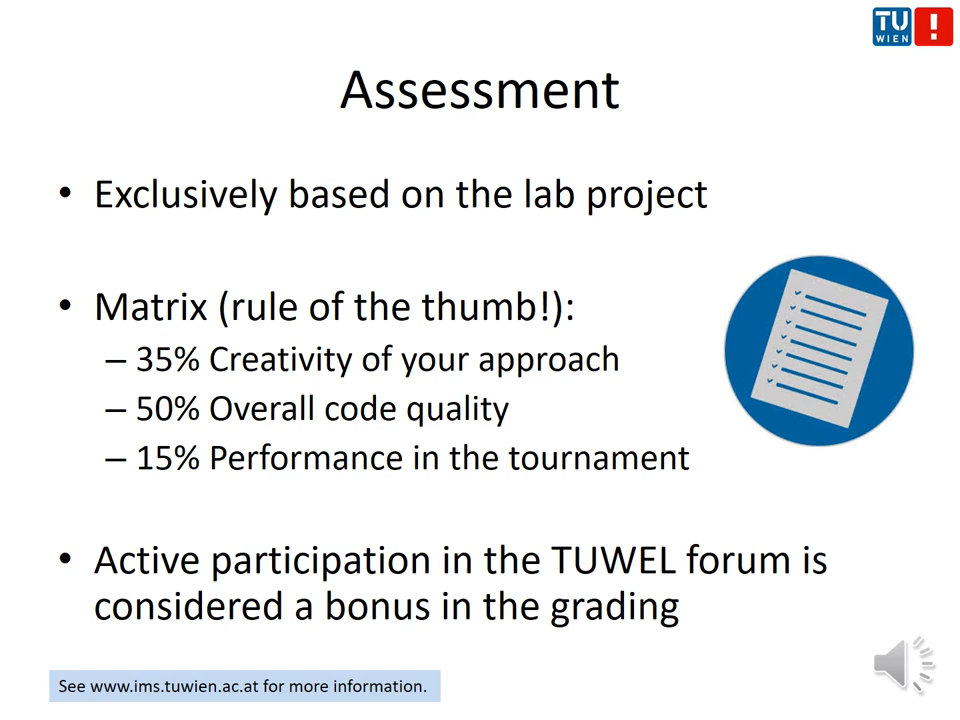 TU
WIEN
Assessment
• Exclusively based on the lab project
• Matrix (rule of the thumb!):
– 35% Creativity of your approach
– 50% Overall code quality
– 15% Performance in the tournament
• Active participation in the TUWEL forum is
considered a bonus in the grading
See www.ims.tuwien.ac.at for more information.